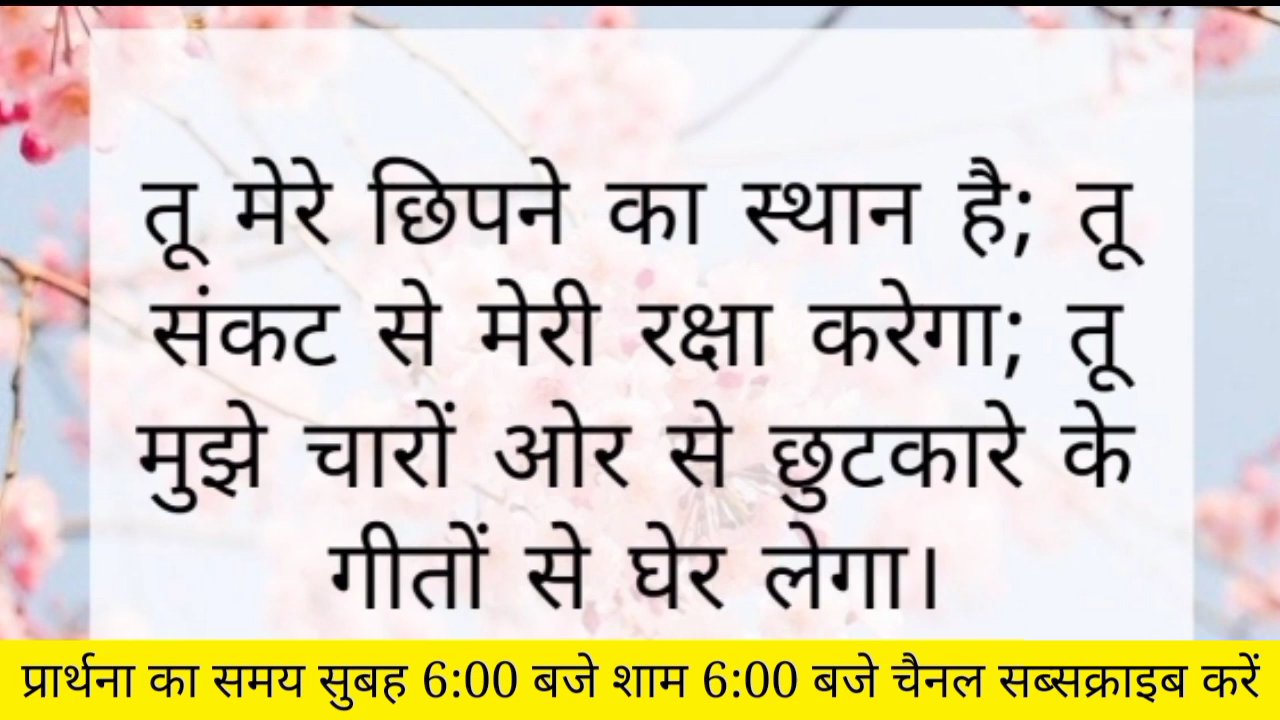 तू मेरे छिपने का स्थान है; तू
संकट से मेरी रक्षा करेगा; तू
मुझे चारों ओर से छुटकारे के
गीतों से घेर लेगा।
प्रार्थना का समय सुबह 6:00 बजे शाम 6:00 बजे चैनल सब्सक्राइब करें